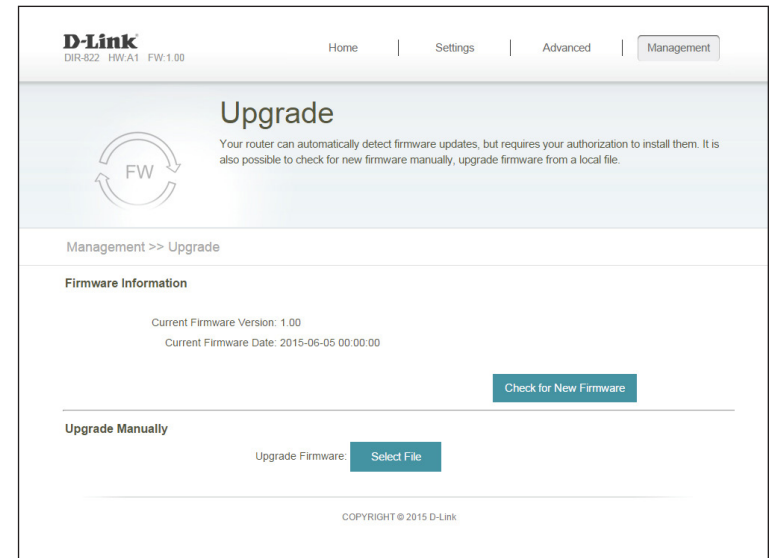 D-Link
DIR-822 HW:A1 FW:1.00
Home | Settings | Advanced | Management
Upgrade
Your router can automatically detect firmware updates, but requires your authorization to install them. It is
also possible to check for new firmware manually, upgrade firmware from a local file.
FW
Management >> Upgrade
Firmware Information
Current Firmware Version: 1.00
Current Firmware Date: 2015-06-05 00:00:00
Check for New Firmware
Upgrade Manually
Upgrade Firmware: Select File
COPYRIGHT © 2015 D-Link